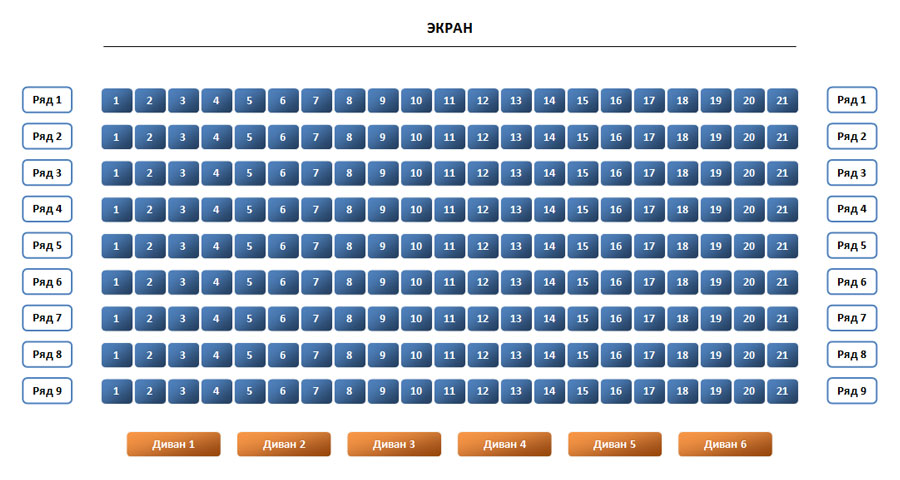 ЭКРАН
Ряд 1 1 2 3 4 5 6 7 8 9 10 11 12 13 14 15 16 17 18 19 20 21 Ряд 1
Ряд 2 1 2 3 4 5 6 7 8 9 10 11 12 13 14 15 16 17 18 19 20 21 Ряд 2
Ряд 3 1 2 3 4 5 6 7 8 9 10 11 12 13 14 15 16 17 18 19 20 21 Ряд 3
Ряд 4 1 2 3 4 5 6 7 8 9 10 11 12 13 14 15 16 17 18 19 20 21 Ряд 4
Ряд 5 1 2 3 4 5 6 7 8 9 10 11 12 13 14 15 16 17 18 19 20 21 Ряд 5
Ряд 6 1 2 3 4 5 6 7 8 9 10 11 12 13 14 15 16 17 18 19 20 21 Ряд 6
Ряд 7 1 2 3 4 5 6 7 8 9 10 11 12 13 14 15 16 17 18 19 20 21 Ряд 7
Ряд 8 1 2 3 4 5 6 7 8 9 10 11 12 13 14 15 16 17 18 19 20 21 Ряд 8
Ряд 9 1 2 3 4 5 6 7 8 9 10 11 12 13 14 15 16 17 18 19 20 21 Ряд 9
Диван 1 Диван 2 Диван 3 Диван 4 Диван 5 Диван 6